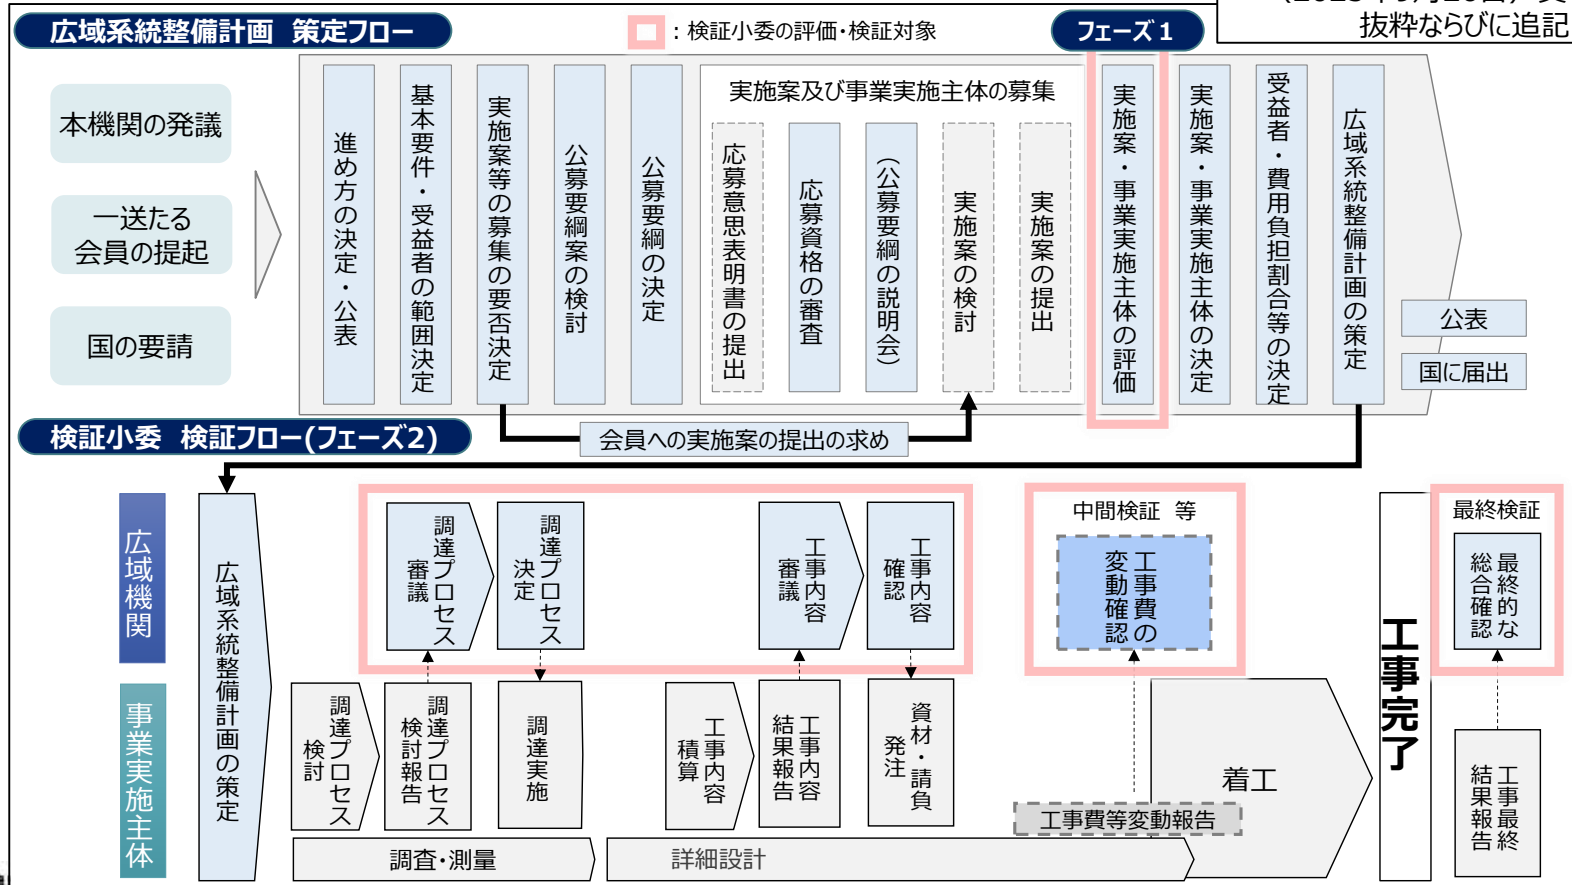 抜粋ならびに追記
広域系統整備計画 策定フロー
：検証小委の評価・検証対象
フェーズ１
本機関の発議
一送たる
会員の提起
国の要請
進め方の決定・公表
基本要件・受益者の範囲決定
実施案等の募集の要否決定
公募要綱案の検討
公募要綱の決定
実施案及び事業実施主体の募集
応募意思表明書の提出
応募資格の審査
（公募要綱の説明会）
実施案の検討
実施案の提出
実施案・事業実施主体の評価
実施案・事業実施主体の決定
受益者・費用負担割合等の決定
広域系統整備計画の策定
公表
国に届出
会員への実施案の提出の求め
検証小委 検証フロー(フェーズ2)
広域機関
事業実施主体
広域系統整備計画の策定
調達プロセス
審議
調達プロセス
決定
工事内容
審議
工事内容
確認
中間検証 等
工事費の
変動確認
最終検証
最終的な
総合確認
調達プロセス
検討
調達プロセス
検討報告
調達実施
工事内容
積算
工事内容
結果報告
資材・請負
発注
工事費等変動報告
着工
工事完了
工事最終
結果報告
調査・測量
詳細設計